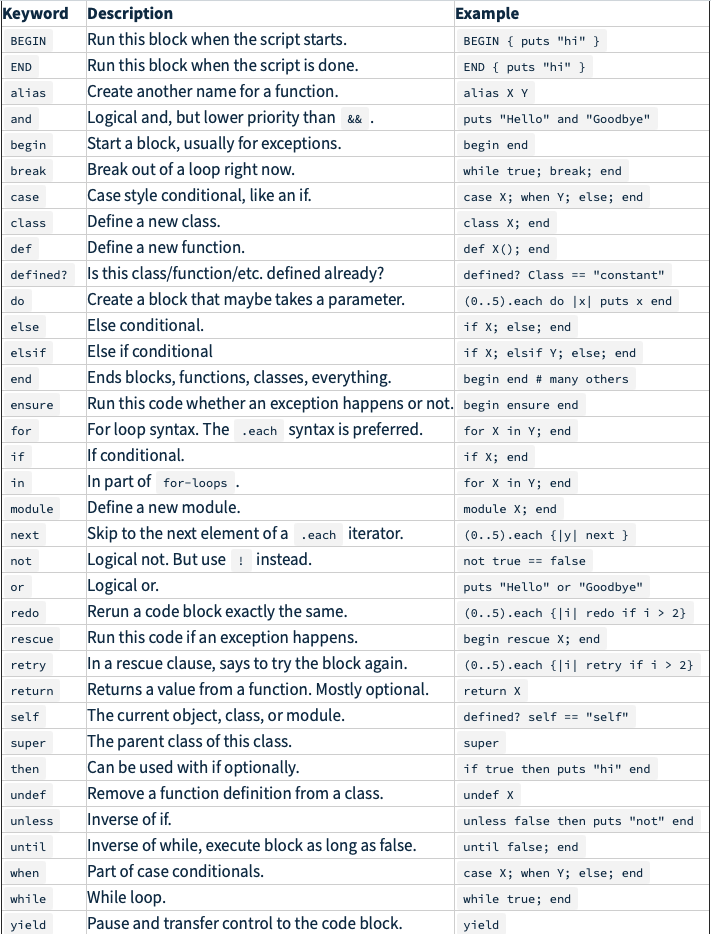 Keyword Description Example
BEGIN Run this block when the script starts. BEGIN { puts "hi" }
END Run this block when the script is done. END { puts "hi" }
alias Create another name for a function. alias X Y
and Logical and, but lower priority than && . puts "Hello" and "Goodbye"
begin Start a block, usually for exceptions. begin end
break Break out of a loop right now. while true; break; end
case Case style conditional, like an if. case X; when Y; else; end
class Define a new class. class X; end
def Define a new function. def X(); end
defined? Is this class/function/etc. defined already? defined? Class == "constant"
do Create a block that maybe takes a parameter. (0..5).each do |x| puts x end
else Else conditional. if X; else; end
elsif Else if conditional if X; elsif Y; else; end
end Ends blocks, functions, classes, everything. begin end # many others
ensure Run this code whether an exception happens or not. begin ensure end
for For loop syntax. The .each syntax is preferred. for X in Y; end
if If conditional. if X; end
in In part of for-loops . for X in Y; end
module Define a new module. module X; end
next Skip to the next element of a .each iterator. (0..5).each {|y| next }
not Logical not. But use ! instead. not true == false
or Logical or. puts "Hello" or "Goodbye"
redo Rerun a code block exactly the same. (0..5).each {|i| redo if i > 2}
rescue Run this code if an exception happens. begin rescue X; end
retry In a rescue clause, says to try the block again. (0..5).each {|i| retry if i > 2}
return Returns a value from a function. Mostly optional. return X
self The current object, class, or module. defined? self == "self"
super The parent class of this class. super
then Can be used with if optionally. if true then puts "hi" end
undef Remove a function definition from a class. undef X
unless Inverse of if. unless false then puts "not" end
until Inverse of while, execute block as long as false. until false; end
when Part of case conditionals. case X; when Y; else; end
while While loop. while true; end
yield Pause and transfer control to the code block. yield